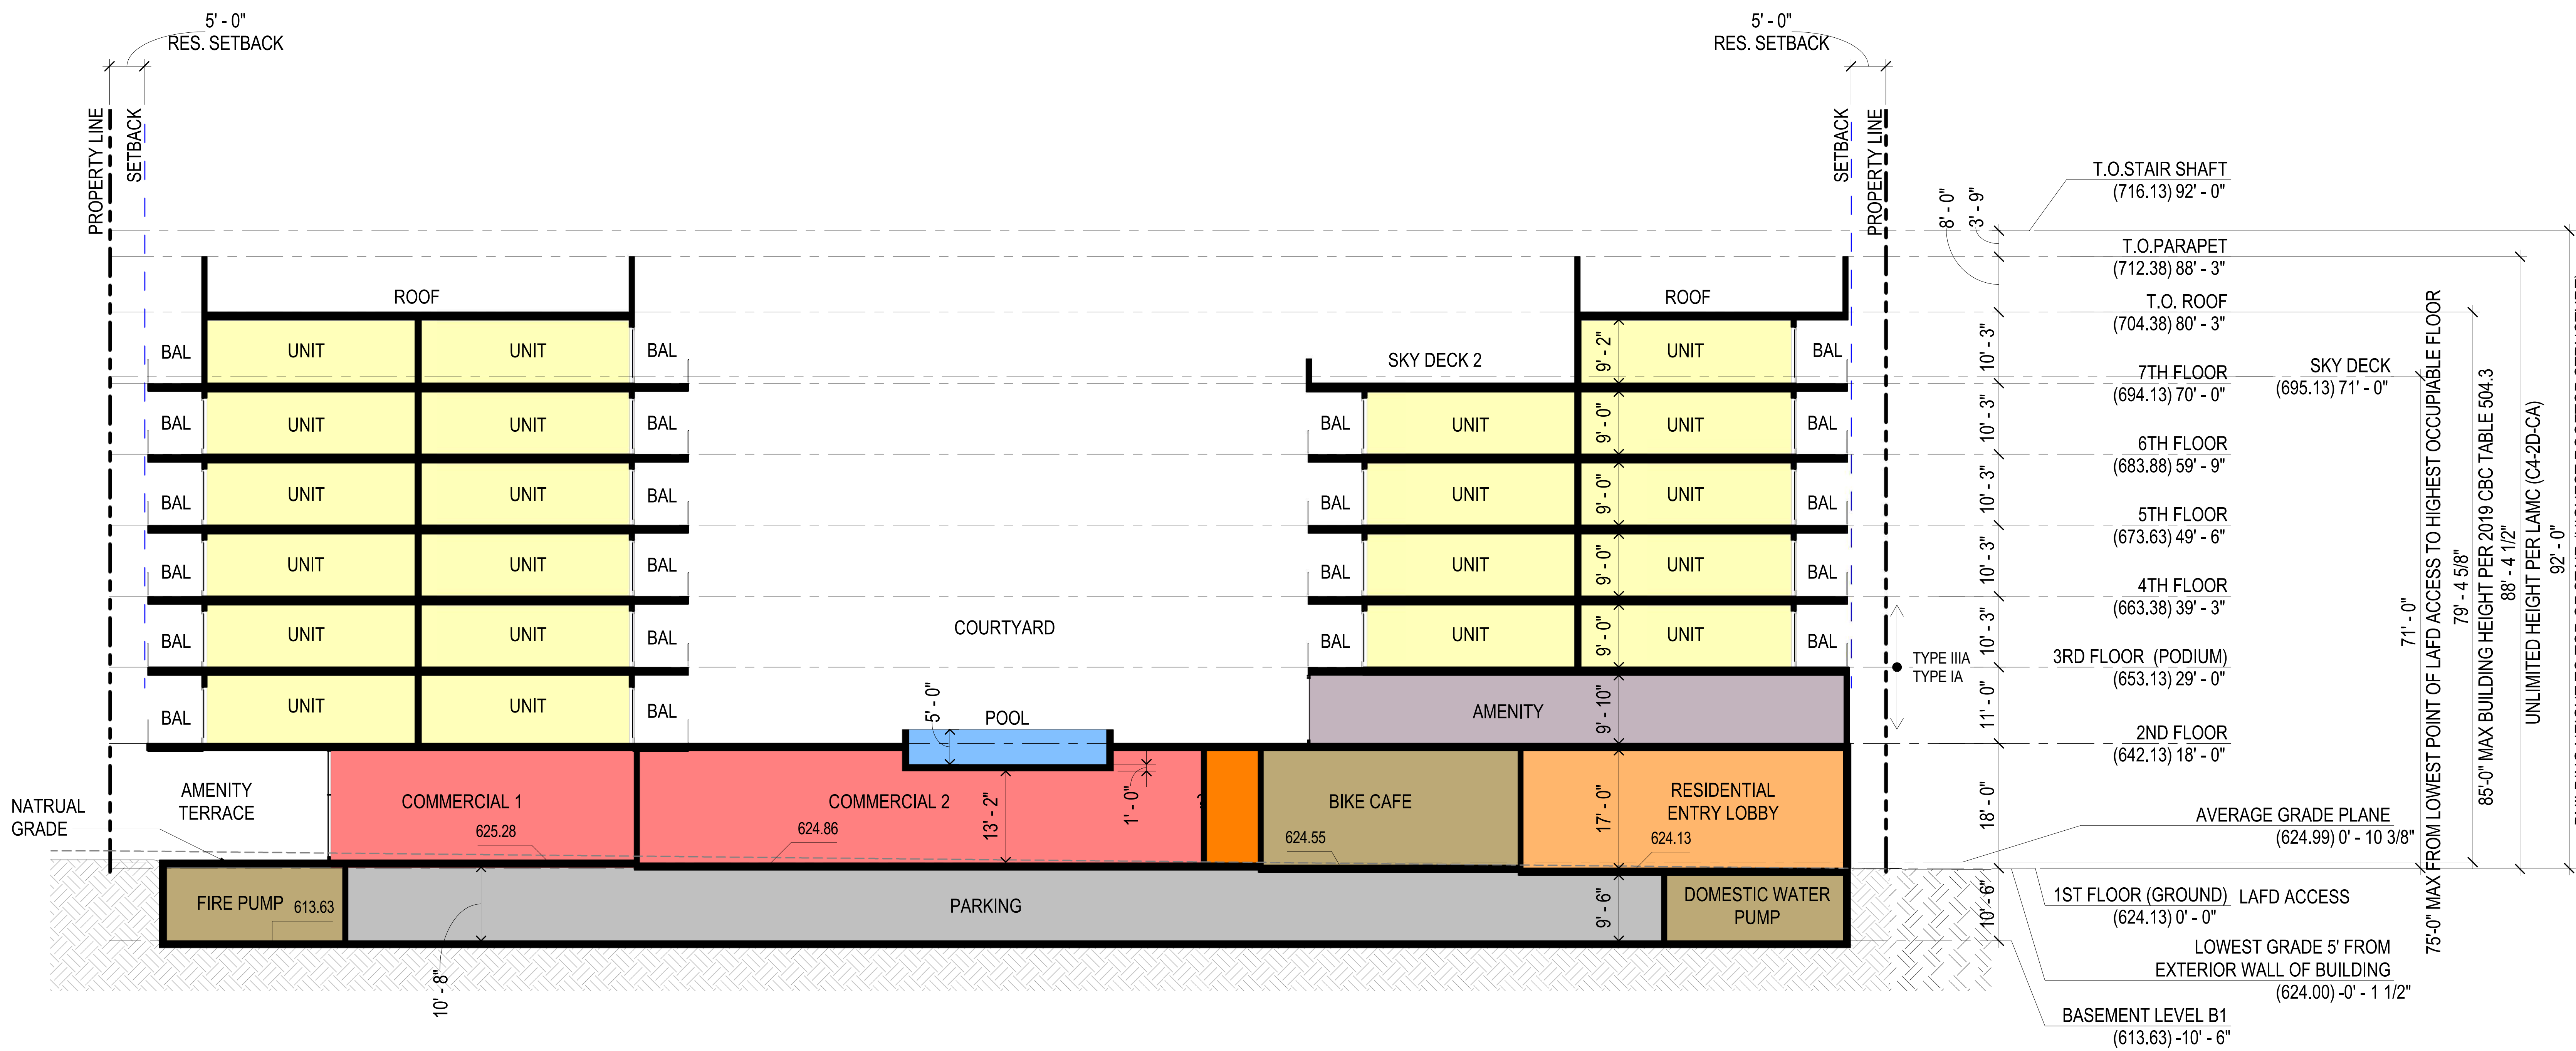 5' - 0"
RES. SETBACK
5' - 0"
RES. SETBACK
PROPERTY LINE
SETBACK
SETBACK
PROPERTY LINE
8' - 0"
3' - 9"
T.O.STAIR SHAFT
(716.13) 92' - 0"
T.O.PARAPET
(712.38) 88' - 3"
T.O. ROOF
(704.38) 80' - 3"
7TH FLOOR
(694.13) 70' - 0"
SKY DECK
(695.13) 71' - 0"
6TH FLOOR
(683.88) 59' - 9"
5TH FLOOR
(673.63) 49' - 6"
4TH FLOOR
(663.38) 39' - 3"
3RD FLOOR (PODIUM)
(653.13) 29' - 0"
2ND FLOOR
(642.13) 18' - 0"
AVERAGE GRADE PLANE
(624.99) 0' - 10 3/8"
1ST FLOOR (GROUND)
(624.13) 0' - 0"
LAFD ACCESS
LOWEST GRADE 5' FROM
EXTERIOR WALL OF BUILDING
(624.00) -0' - 1 1/2"
BASEMENT LEVEL B1
(613.63) -10' - 6"
10' - 3"
10' - 3"
10' - 3"
10' - 3"
10' - 3"
11' - 0"
18' - 0"
10' - 6"
71' - 0"
75'-0" MAX FROM LOWEST POINT OF LAFD ACCESS TO HIGHEST OCCUPIABLE FLOOR
79' - 4 5/8"
85'-0" MAX BUILDING HEIGHT PER 2019 CBC TABLE 504.3
88' - 4 1/2"
UNLIMITED HEIGHT PER LAMC (C4-2D-CA)
92' - 0"
TYPE IIIA
TYPE IA
ROOF
ROOF
BAL
UNIT
UNIT
BAL
SKY DECK 2
9' - 2"
UNIT
BAL
BAL
UNIT
UNIT
BAL
BAL
UNIT
9' - 0"
UNIT
BAL
BAL
UNIT
UNIT
BAL
BAL
UNIT
9' - 0"
UNIT
BAL
BAL
UNIT
UNIT
BAL
BAL
UNIT
9' - 0"
UNIT
BAL
BAL
UNIT
UNIT
BAL
COURTYARD
BAL
UNIT
9' - 0"
UNIT
BAL
BAL
UNIT
UNIT
BAL
5' - 0"
POOL
AMENITY
9' - 10"
NATRUAL
GRADE
AMENITY
TERRACE
COMMERCIAL 1
625.28
COMMERCIAL 2
624.86
13' - 2"
1' - 0"
BIKE CAFE
624.55
17' - 0"
RESIDENTIAL
ENTRY LOBBY
624.13
FIRE PUMP
613.63
10' - 8"
PARKING
9' - 6"
DOMESTIC WATER
PUMP